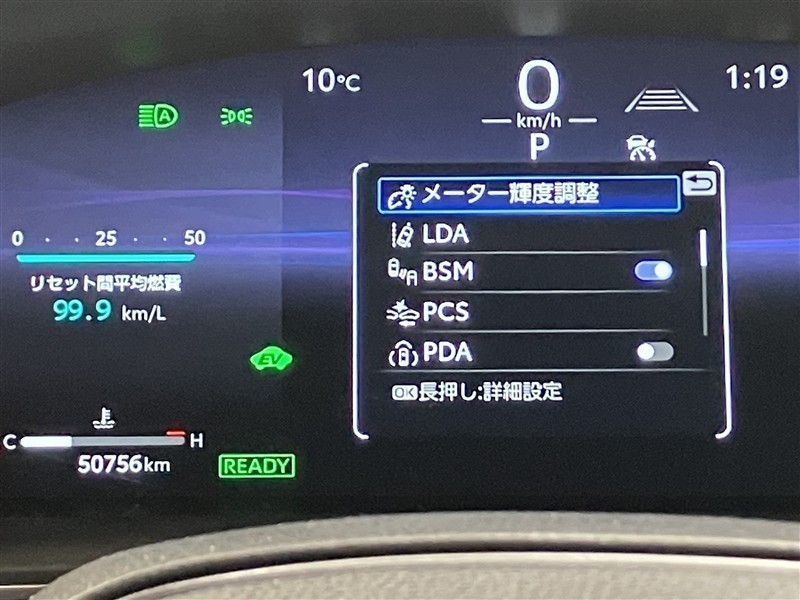 10℃
0
km/h
P
1:19
A
0 25 50
リセット間平均燃費
99.9 km/L
EV
C H
50756km
READY
メーター輝度調整
LDA
BSM
PCS
PDA
OK長押し:詳細設定